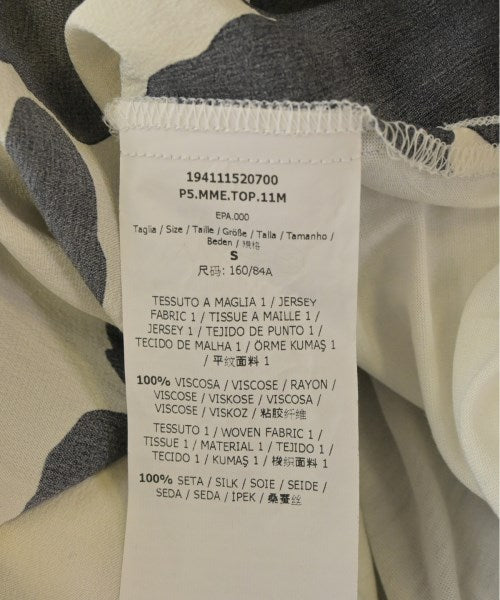 194111520700
P5.MME.TOP.11M
EPA.000
Taglia / Size / Taille / Größe / Talla / Tamanho /
Beden / 规格
S
尺码: 160/84A
TESSUTO A MAGLIA 1 / JERSEY
FABRIC 1 / TISSUE A MAILLE 1 /
JERSEY 1 / TEJIDO DE PUNTO 1 /
TECIDO DE MALHA 1 / ÖRME KUMAŞ 1
/ 平纹面料 1
100% VISCOSA / VISCOSE / RAYON /
VISCOSE / VISKOSE / VISCOSA /
VISCOSE / VISKOZ / 粘胶纤维
TESSUTO 1 / WOVEN FABRIC 1 /
TISSUE 1 / MATERIAL 1 / TEJIDO 1 /
TECIDO 1 / KUMAŞ 1 / 梭织面料 1
100% SETA / SILK / SOIE / SEIDE /
SEDA / SEDA / İPEK / 桑蚕丝